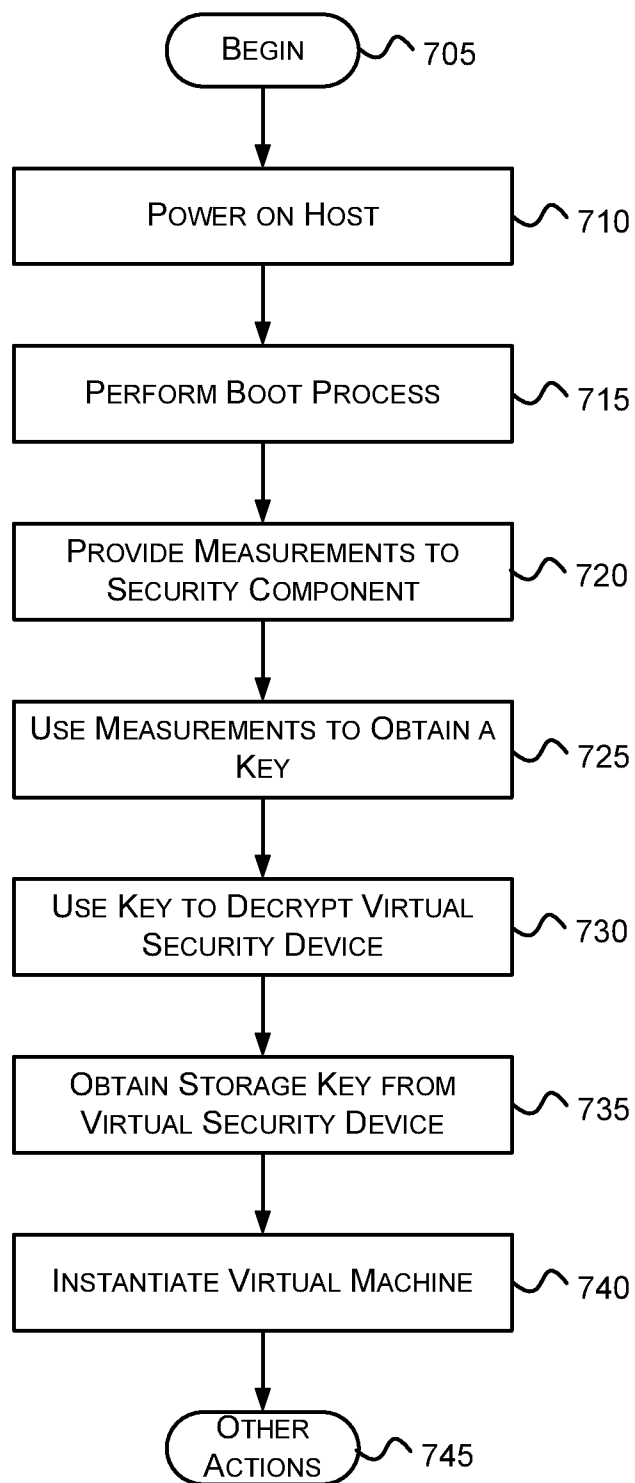 BEGIN
705
POWER ON HOST
710
PERFORM BOOT PROCESS
715
PROVIDE MEASUREMENTS TO
SECURITY COMPONENT
720
USE MEASUREMENTS TO OBTAIN A
KEY
725
USE KEY TO DECRYPT VIRTUAL
SECURITY DEVICE
730
OBTAIN STORAGE KEY FROM
VIRTUAL SECURITY DEVICE
735
INSTANTIATE VIRTUAL MACHINE
740
OTHER
ACTIONS
745